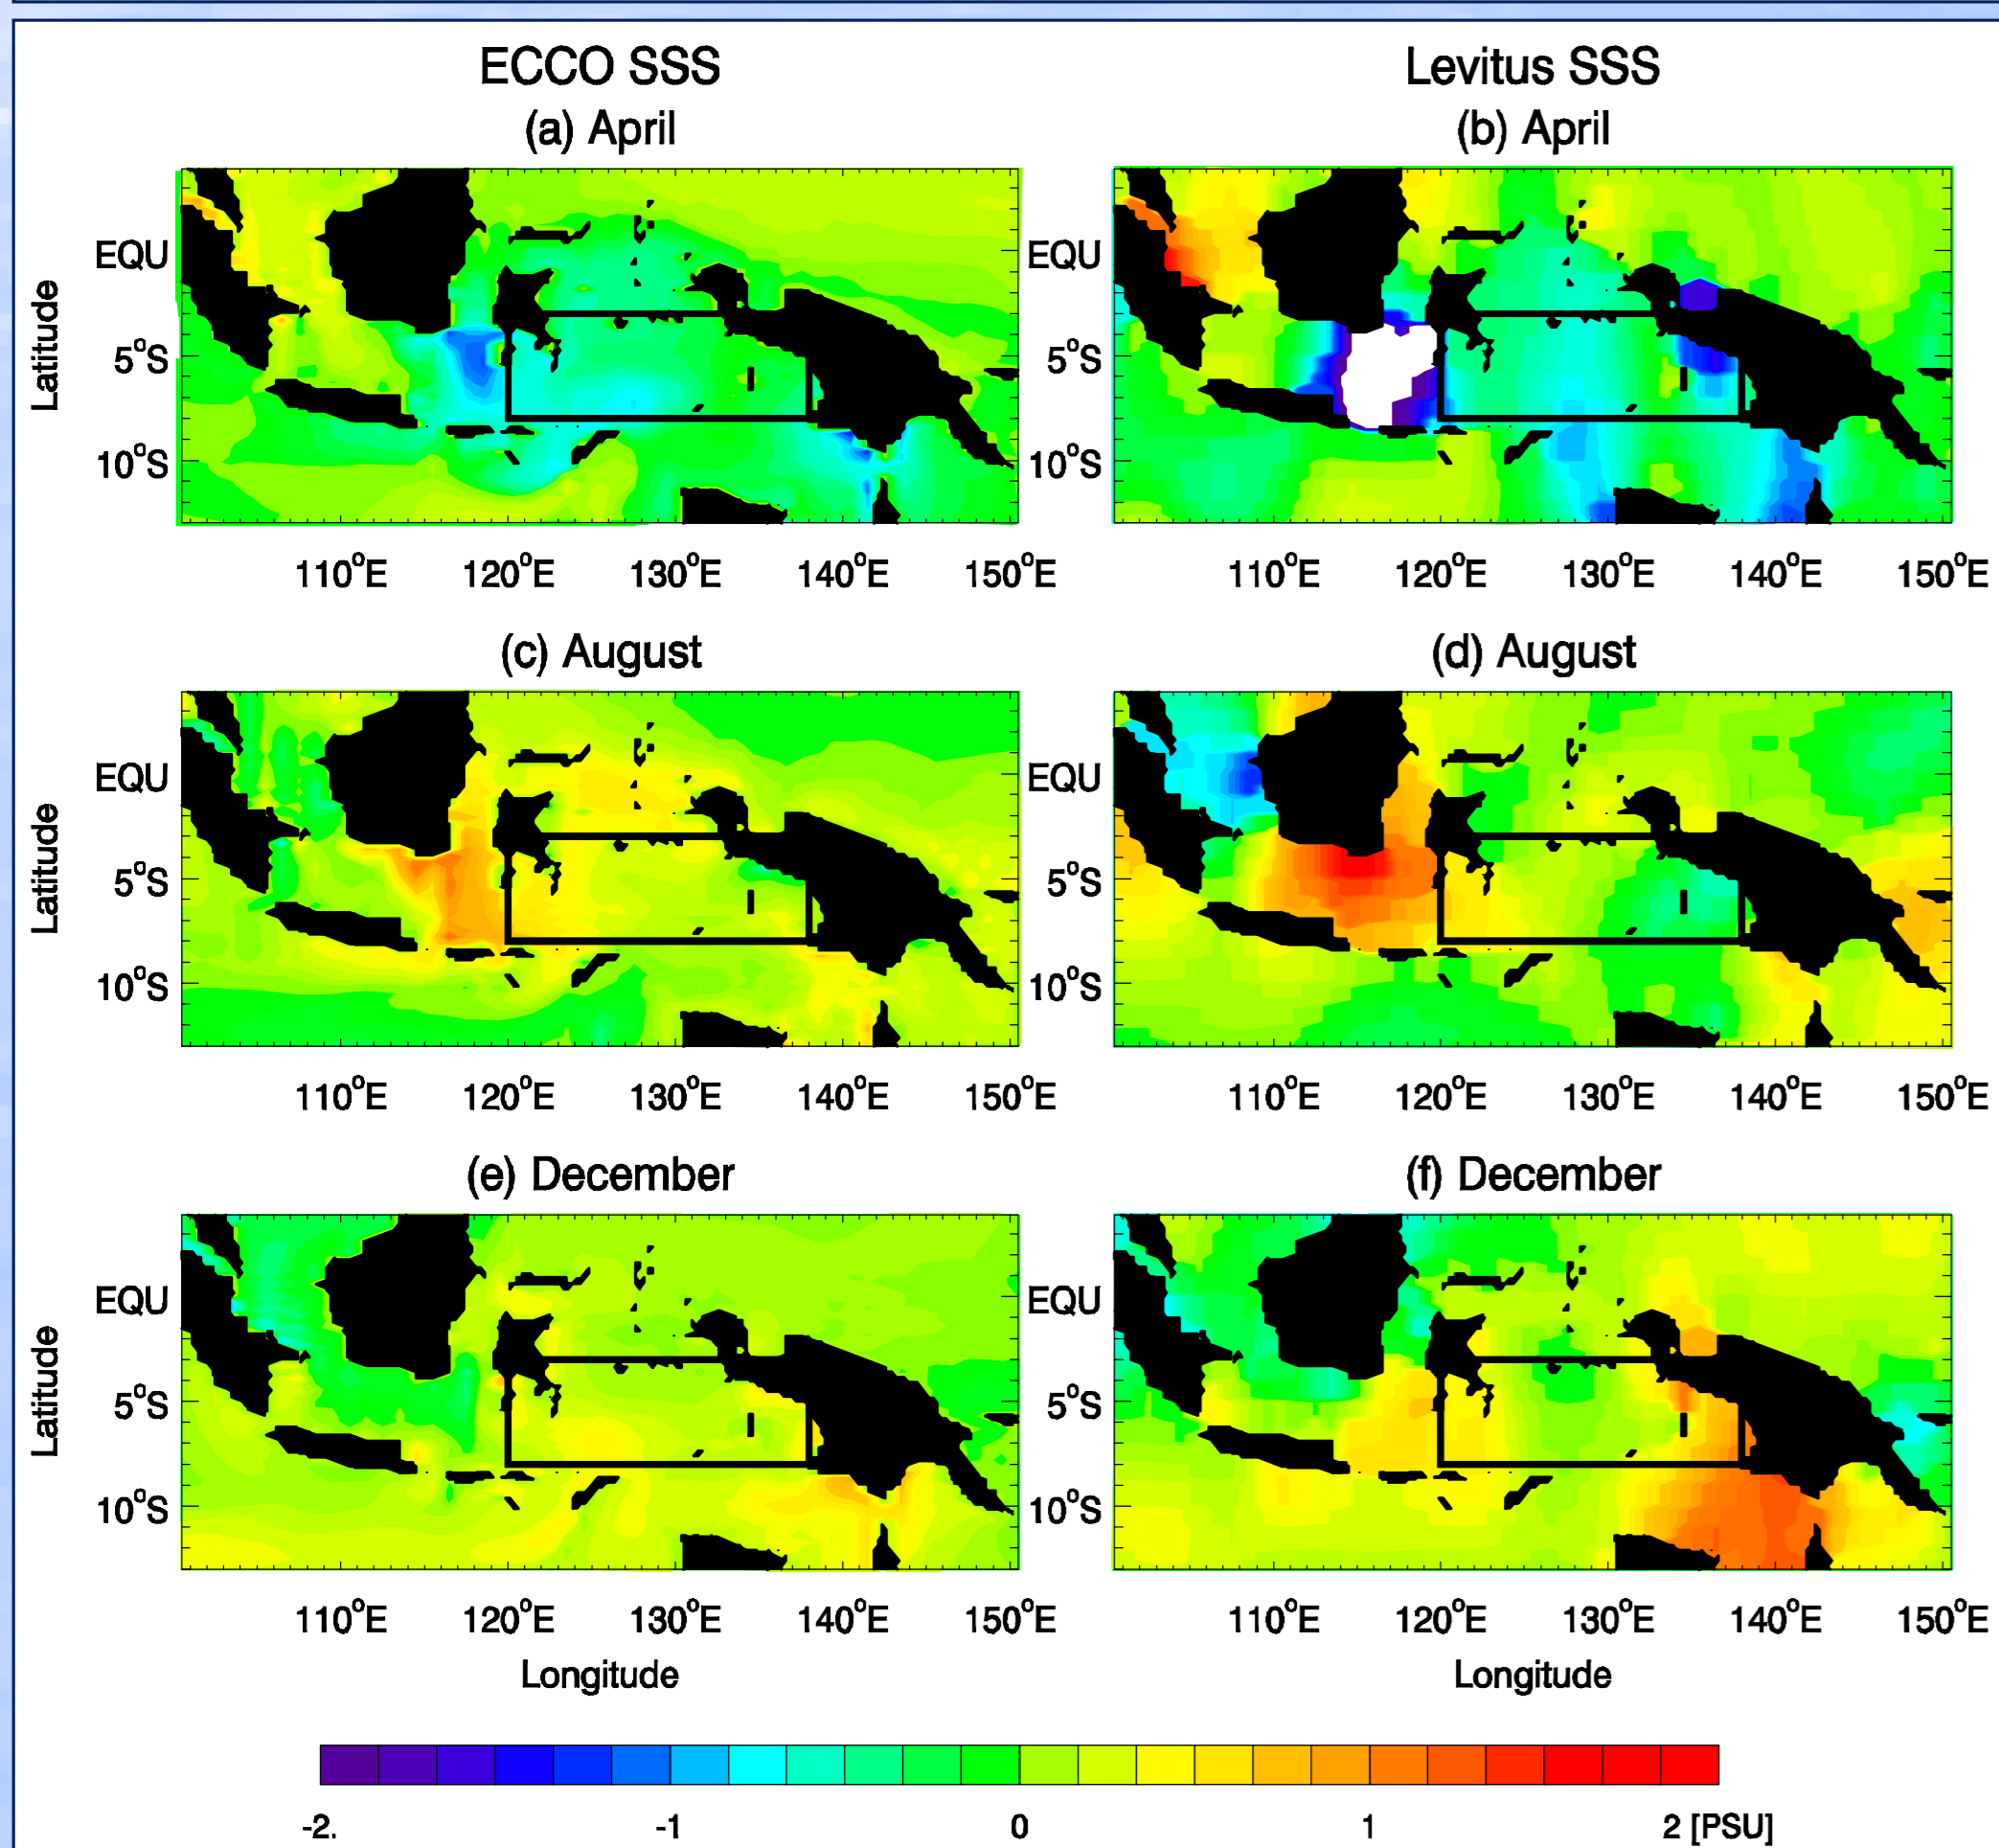 ECCO SSS
Levitus SSS
(a) April
(b) April
Latitude
EQU
5°S
10°S
EQU
5°S
10°S
110°E 120°E 130°E 140°E 150°E
110°E 120°E 130°E 140°E 150°E
(c) August
(d) August
Latitude
EQU
5°S
10°S
EQU
5°S
10°S
110°E 120°E 130°E 140°E 150°E
110°E 120°E 130°E 140°E 150°E
(e) December
(f) December
Latitude
EQU
5°S
10°S
EQU
5°S
10°S
110°E 120°E 130°E 140°E 150°E
110°E 120°E 130°E 140°E 150°E
Longitude
Longitude
-2. -1 0 1 2 [PSU]